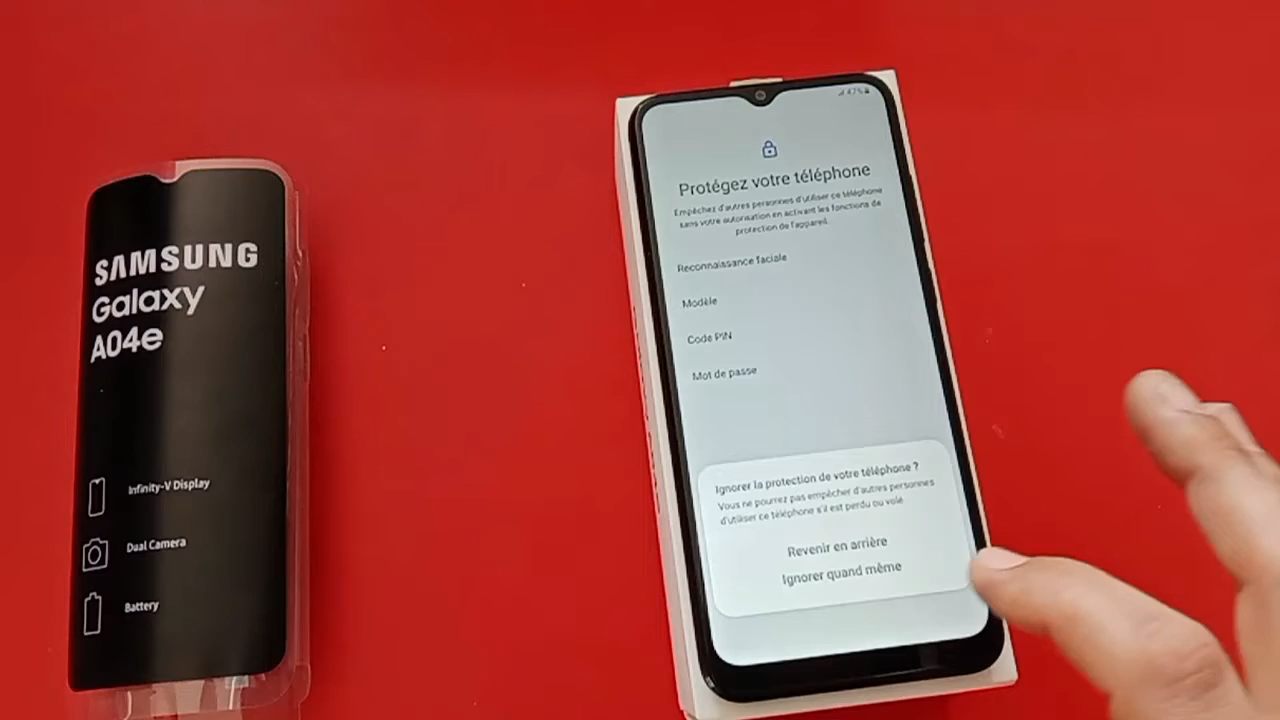 SAMSUNG
Galaxy
A04e
Infinity-V Display
Dual Camera
Battery
47%
Protégez votre téléphone
Empêchez d'autres personnes d'utiliser ce téléphone
sans votre autorisation en activant les fonctions de
protection de l'appareil.
Reconnaissance faciale
Modèle
Code PIN
Mot de passe
Ignorer la protection de votre téléphone ?
Vous ne pourrez pas empêcher d'autres personnes
d'utiliser ce téléphone s'il est perdu ou volé.
Revenir en arrière
Ignorer quand même